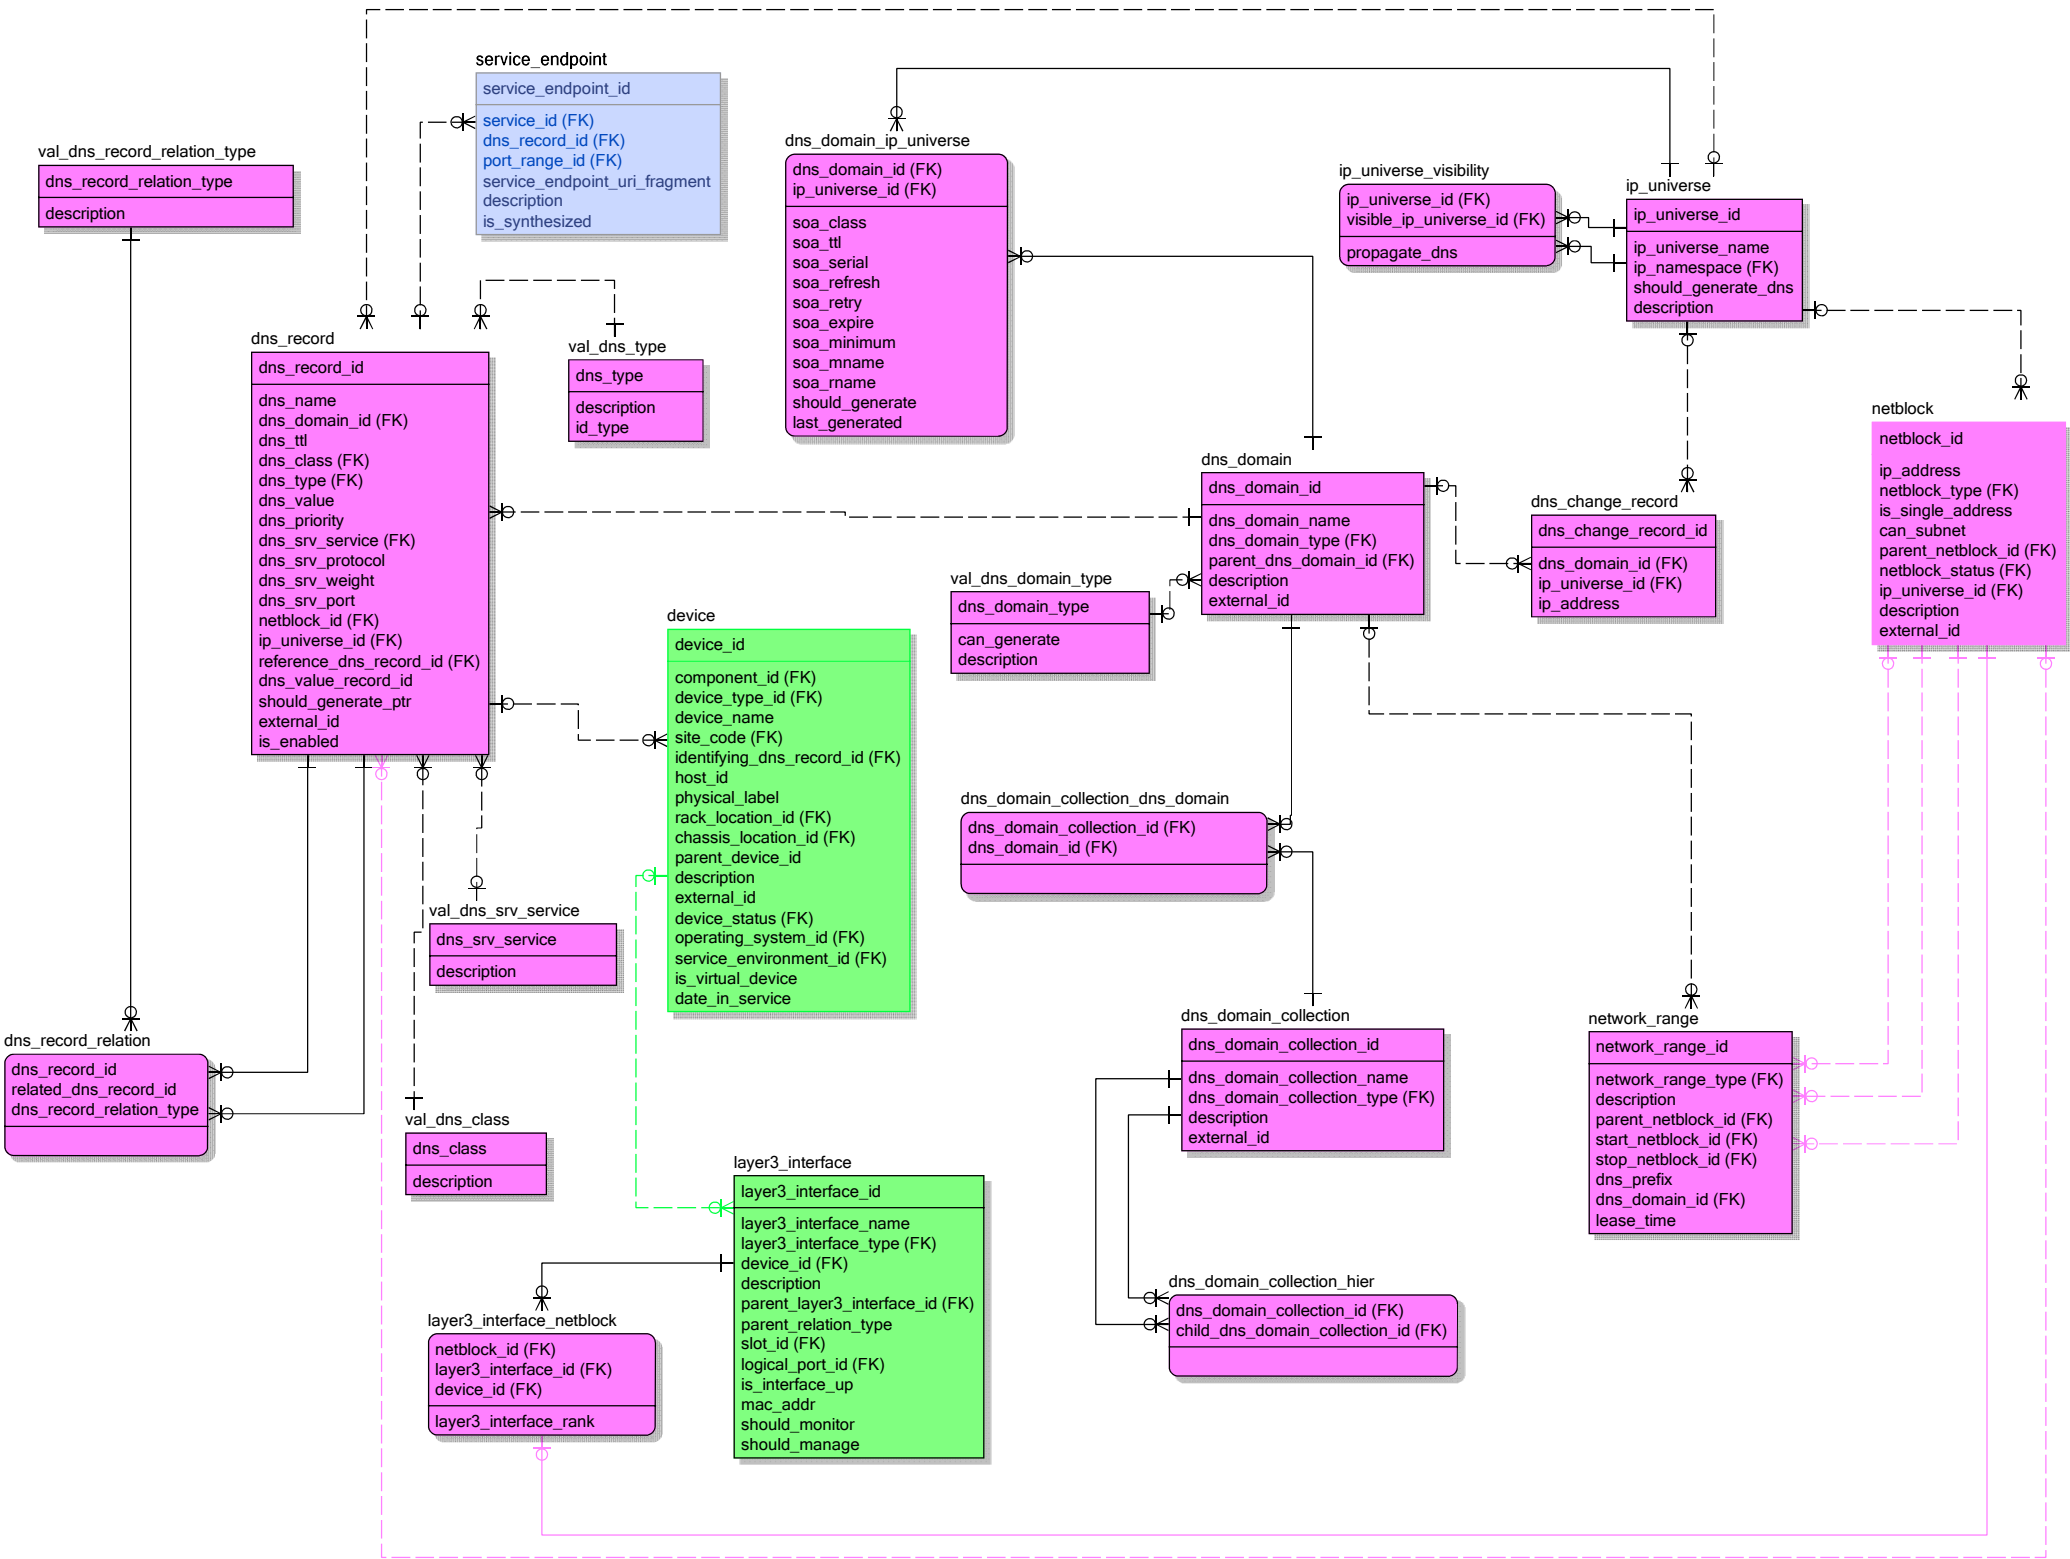 service_endpoint
service_endpoint_id
service_id (FK)
dns_record_id (FK)
port_range_id (FK)
service_endpoint_uri_fragment
description
is_synthesized
val_dns_record_relation_type
dns_record_relation_type
description
dns_domain_ip_universe
dns_domain_id (FK)
ip_universe_id (FK)
soa_class
soa_ttl
soa_serial
soa_refresh
soa_retry
soa_expire
soa_minimum
soa_mname
soa_rname
should_generate
last_generated
ip_universe_visibility
ip_universe_id (FK)
visible_ip_universe_id (FK)
propagate_dns
ip_universe
ip_universe_id
ip_universe_name
ip_namespace (FK)
should_generate_dns
description
dns_record
dns_record_id
dns_name
dns_domain_id (FK)
dns_ttl
dns_class (FK)
dns_type (FK)
dns_value
dns_priority
dns_srv_service (FK)
dns_srv_protocol
dns_srv_weight
dns_srv_port
netblock_id (FK)
ip_universe_id (FK)
reference_dns_record_id (FK)
dns_value_record_id
should_generate_ptr
external_id
is_enabled
val_dns_type
dns_type
description
id_type
netblock
netblock_id
ip_address
netblock_type (FK)
is_single_address
can_subnet
parent_netblock_id (FK)
netblock_status (FK)
ip_universe_id (FK)
description
external_id
dns_domain
dns_domain_id
dns_domain_name
dns_domain_type (FK)
parent_dns_domain_id (FK)
description
external_id
dns_change_record
dns_change_record_id
dns_domain_id (FK)
ip_universe_id (FK)
ip_address
val_dns_domain_type
dns_domain_type
can_generate
description
device
device_id
component_id (FK)
device_type_id (FK)
device_name
site_code (FK)
identifying_dns_record_id (FK)
host_id
physical_label
rack_location_id (FK)
chassis_location_id (FK)
parent_device_id
description
external_id
device_status (FK)
operating_system_id (FK)
service_environment_id (FK)
is_virtual_device
date_in_service
dns_domain_collection_dns_domain
dns_domain_collection_id (FK)
dns_domain_id (FK)
val_dns_srv_service
dns_srv_service
description
dns_domain_collection
dns_domain_collection_id
dns_domain_collection_name
dns_domain_collection_type (FK)
description
external_id
network_range
network_range_id
network_range_type (FK)
description
parent_netblock_id (FK)
start_netblock_id (FK)
stop_netblock_id (FK)
dns_prefix
dns_domain_id (FK)
lease_time
dns_record_relation
dns_record_id
related_dns_record_id
dns_record_relation_type
val_dns_class
dns_class
description
layer3_interface
layer3_interface_id
layer3_interface_name
layer3_interface_type (FK)
device_id (FK)
description
parent_layer3_interface_id (FK)
parent_relation_type
slot_id (FK)
logical_port_id (FK)
is_interface_up
mac_addr
should_monitor
should_manage
dns_domain_collection_hier
dns_domain_collection_id (FK)
child_dns_domain_collection_id (FK)
layer3_interface_netblock
netblock_id (FK)
layer3_interface_id (FK)
device_id (FK)
layer3_interface_rank